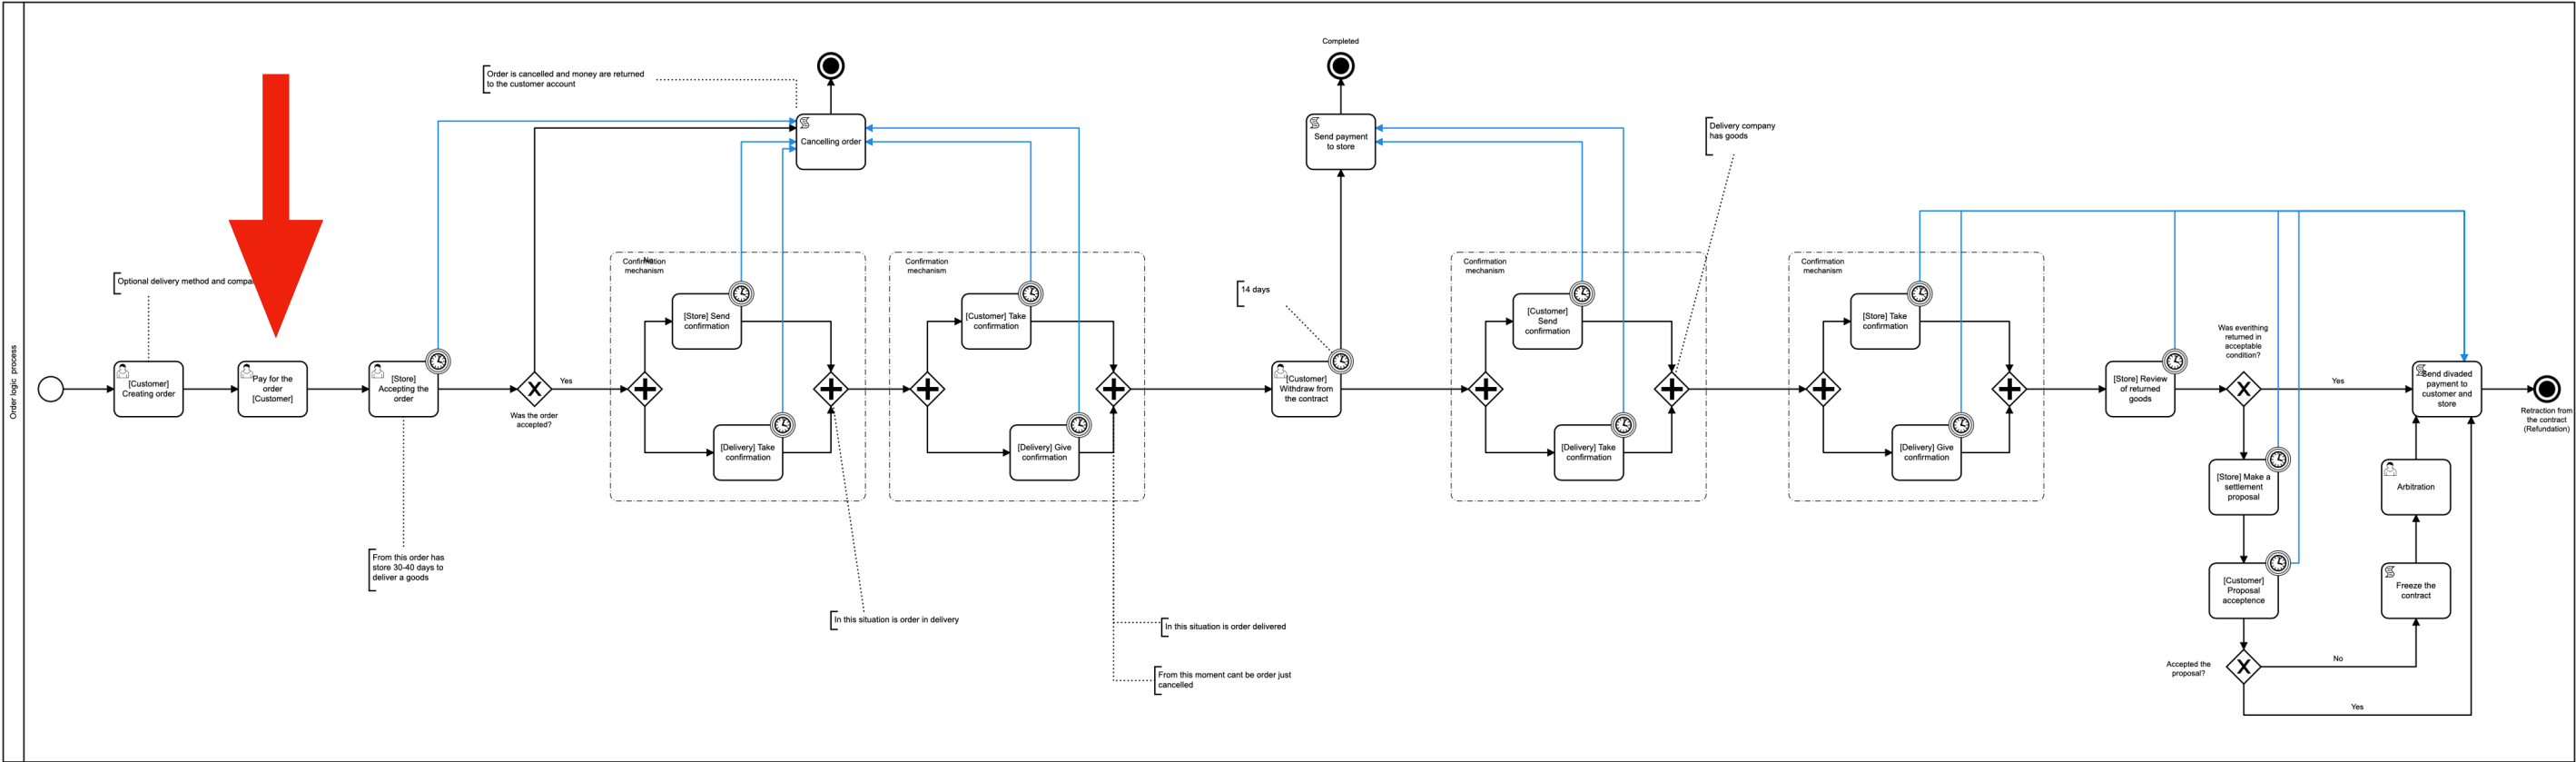 Order logic process
Optional delivery method and
[Customer]
Creating order
Pay for the
order
[Customer]
[Store]
Accepting the
order
From this order has
store 30-40 days to
deliver a goods
Was the order
accepted?
Yes
Order is cancelled and money are returned
to the customer account
Cancelling order
Confirmation
mechanism
No
[Store] Send
confirmation
[Delivery] Take
confirmation
In this situation is order in delivery
Confirmation
mechanism
[Customer] Take
confirmation
[Delivery] Give
confirmation
In this situation is order delivered
From this moment cant be order just
cancelled
14 days
[Customer]
Withdraw from
the contract
Completed
Send payment
to store
Confirmation
mechanism
[Customer]
Send
confirmation
[Delivery] Take
confirmation
Delivery company
has goods
Confirmation
mechanism
[Store] Take
confirmation
[Delivery] Give
confirmation
[Store] Review
of returned
goods
Was everithing
returned in
acceptable
condition?
Yes
[Store] Make a
settlement
proposal
[Customer]
Proposal
acceptence
Accepted the
proposal?
No
Yes
Freeze the
contract
Arbitration
Send divaded
payment to
customer and
store
Retraction from
the contract
(Refundation)